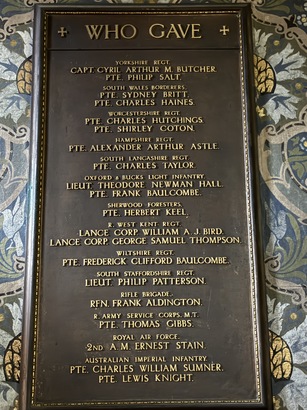 WHO GAVE
YORKSHIRE REGT.
CAPT. CYRIL ARTHUR M. BUTCHER.
PTE. PHILIP SALT.
SOUTH WALES BORDERERS.
PTE. SYDNEY BRITT.
PTE. CHARLES HAINES
WORCESTERSHIRE REGT.
PTE. CHARLES HUTCHINGS.
PTE. SHIRLEY COTON.
HAMPSHIRE REGT.
PTE. ALEXANDER ARTHUR ASTLE.
SOUTH LANCASHIRE REGT.
PTE. CHARLES TAYLOR.
OXFORD & BUCKS LIGHT INFANTRY.
LIEUT. THEODORE NEWMAN HALL.
PTE. FRANK BAULCOMBE.
SHERWOOD FORESTERS.
PTE. HERBERT KEEL.
R. WEST KENT REGT.
LANCE CORP. WILLIAM A. J. BIRD.
LANCE CORP. GEORGE SAMUEL THOMPSON.
WILTSHIRE REGT.
PTE. FREDERICK CLIFFORD BAULCOMBE.
SOUTH STAFFORDSHIRE REGT.
LIEUT. PHILIP PATTERSON.
RIFLE BRIGADE.
RFN. FRANK ALDINGTON.
R. ARMY SERVICE CORPS, M.T.
PTE. THOMAS GIBBS.
ROYAL AIR FORCE.
2ND A.M. ERNEST STAIN.
AUSTRALIAN IMPERIAL INFANTRY.
PTE. CHARLES WILLIAM SUMNER.
PTE. LEWIS KNIGHT.